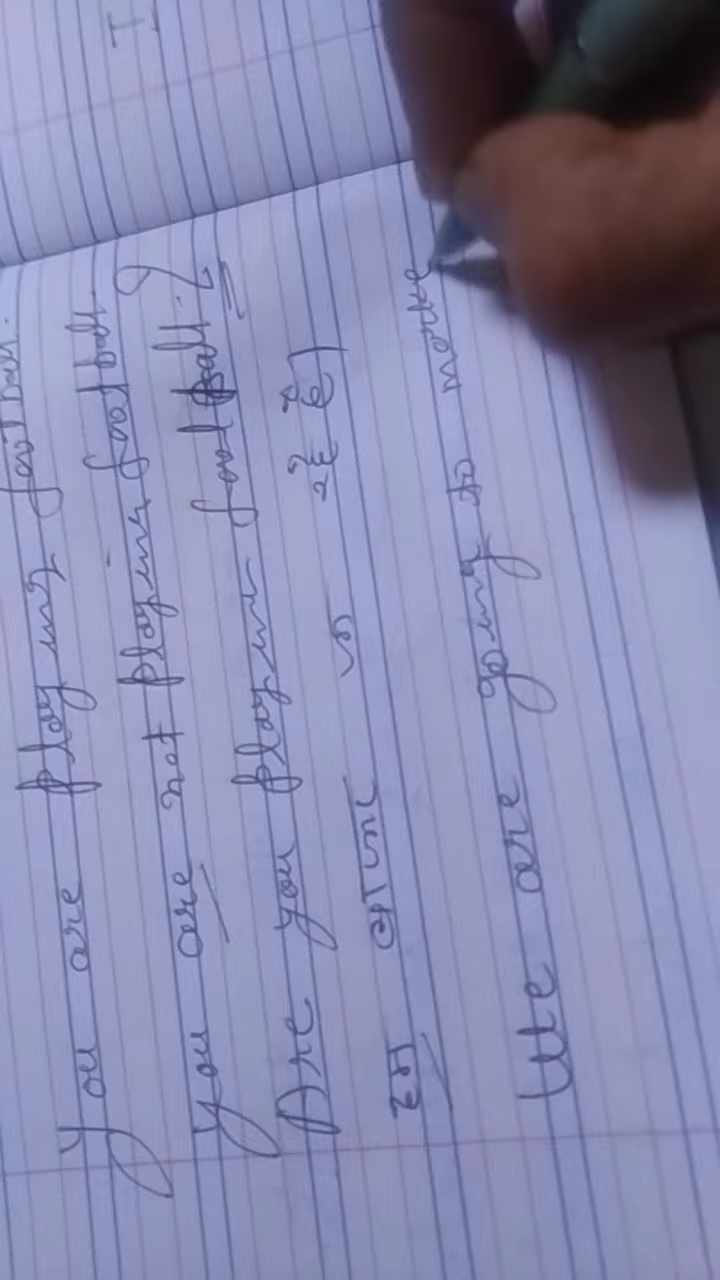 I
You are playing football.
You are not playing football.
Are you playing football ?
हम बाजार जा रहे हैं।
We are going to marke